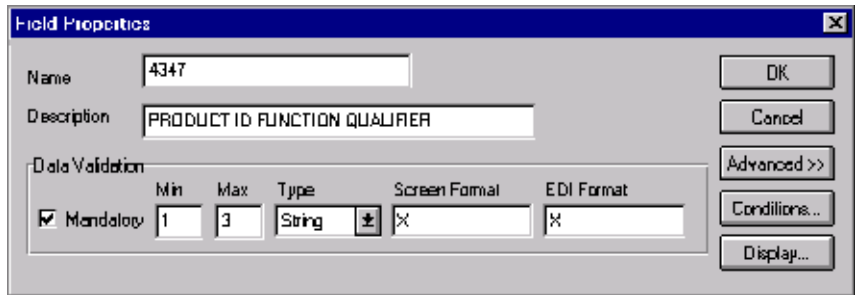 Field Properties
Name 4347 OK
Description PRODUCT ID FUNCTION QUALIFIER Cancel
Data Validation Advanced >>
Min Max Type Screen Format EDI Format
Mandatory 1 3 String X X Conditions...
Display...